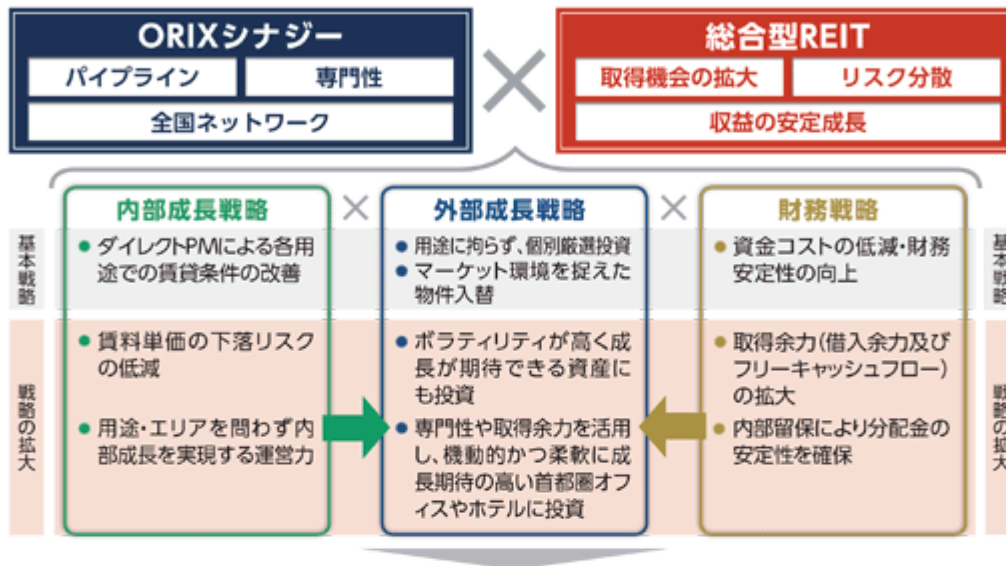 ORIXシナジー
パイプライン
専門性
全国ネットワーク
×
総合型REIT
取得機会の拡大
リスク分散
収益の安定成長
内部成長戦略
×
外部成長戦略
×
財務戦略
基本戦略
● ダイレクトPMによる各用
途での賃貸条件の改善
● 用途に拘らず、個別厳選投資
● マーケット環境を捉えた
物件入替
● 資金コストの低減・財務
安定性の向上
基本戦略
戦略の拡大
● 賃料単価の下落リスク
の低減
● 用途・エリアを問わず内
部成長を実現する運営力
● ボラティリティが高く成
長が期待できる資産に
も投資
● 専門性や取得余力を活用
し、機動的かつ柔軟に成
長期待の高い首都圏オフ
ィスやホテルに投資
● 取得余力(借入余力及び
フリーキャッシュフロー)
の拡大
● 内部留保により分配金の
安定性を確保
戦略の拡大